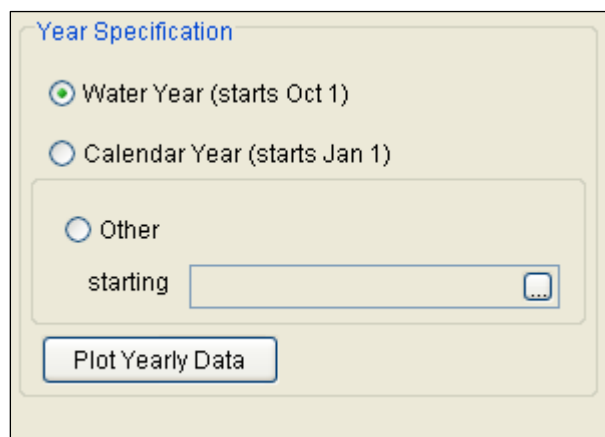 Year Specification
Water Year (starts Oct 1)
Calendar Year (starts Jan 1)
Other
starting
...
Plot Yearly Data